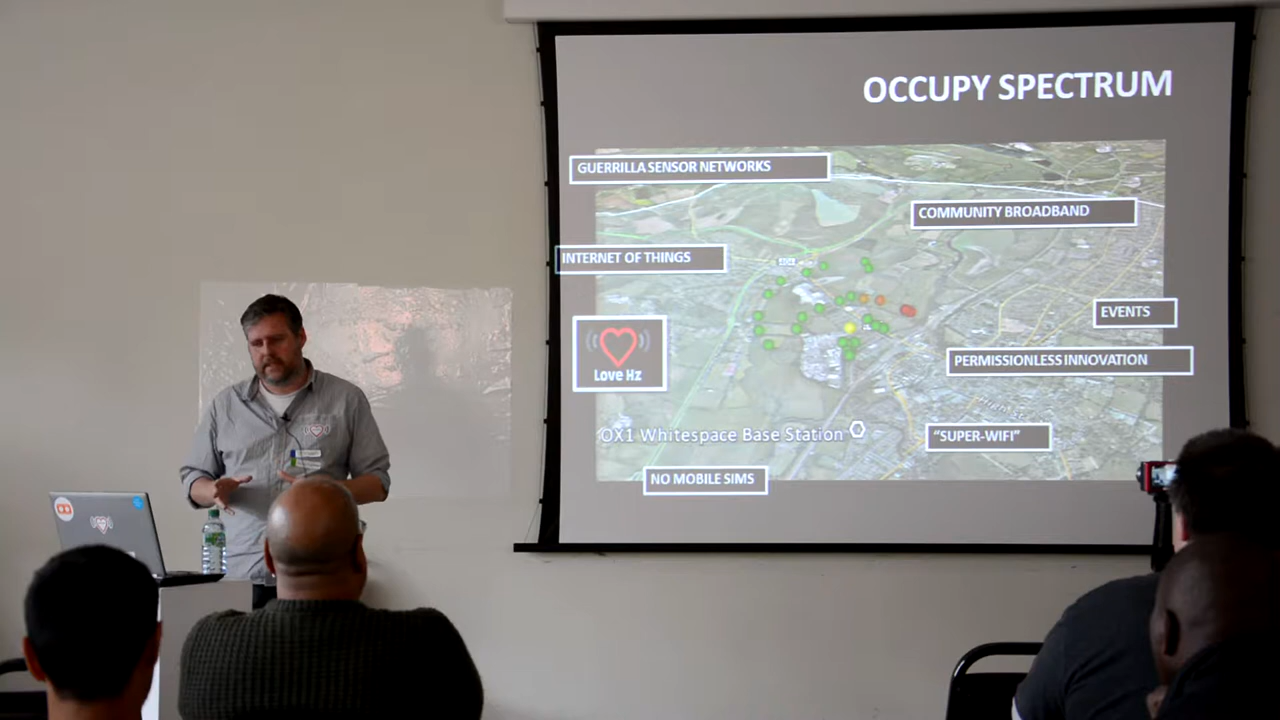 OCCUPY SPECTRUM
GUERRILLA SENSOR NETWORKS
COMMUNITY BROADBAND
INTERNET OF THINGS
EVENTS
LOVE HZ
PERMISSIONLESS INNOVATION
OX1 Whitespace Base Station
"SUPER-WIFI"
NO MOBILE SIMS